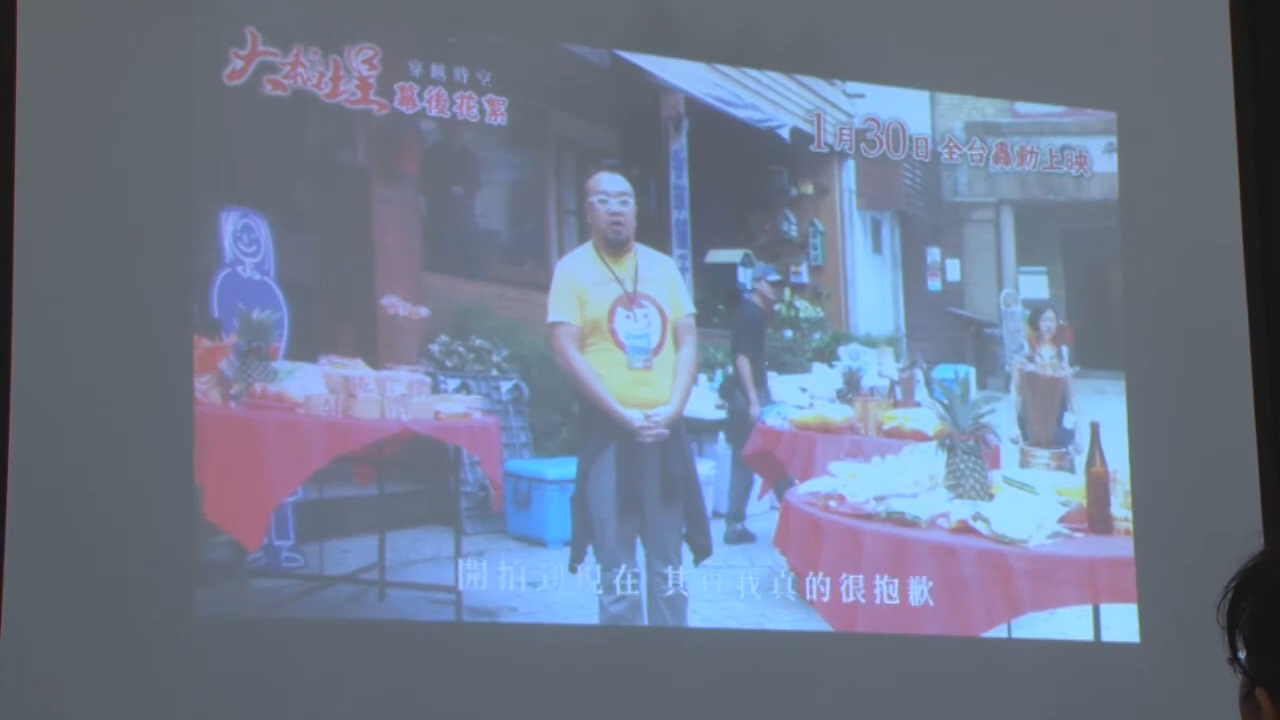 大稻埕
穿越時空
幕後花絮
1月30日全台轟動上映
開拍到現在 其實我真的很抱歉